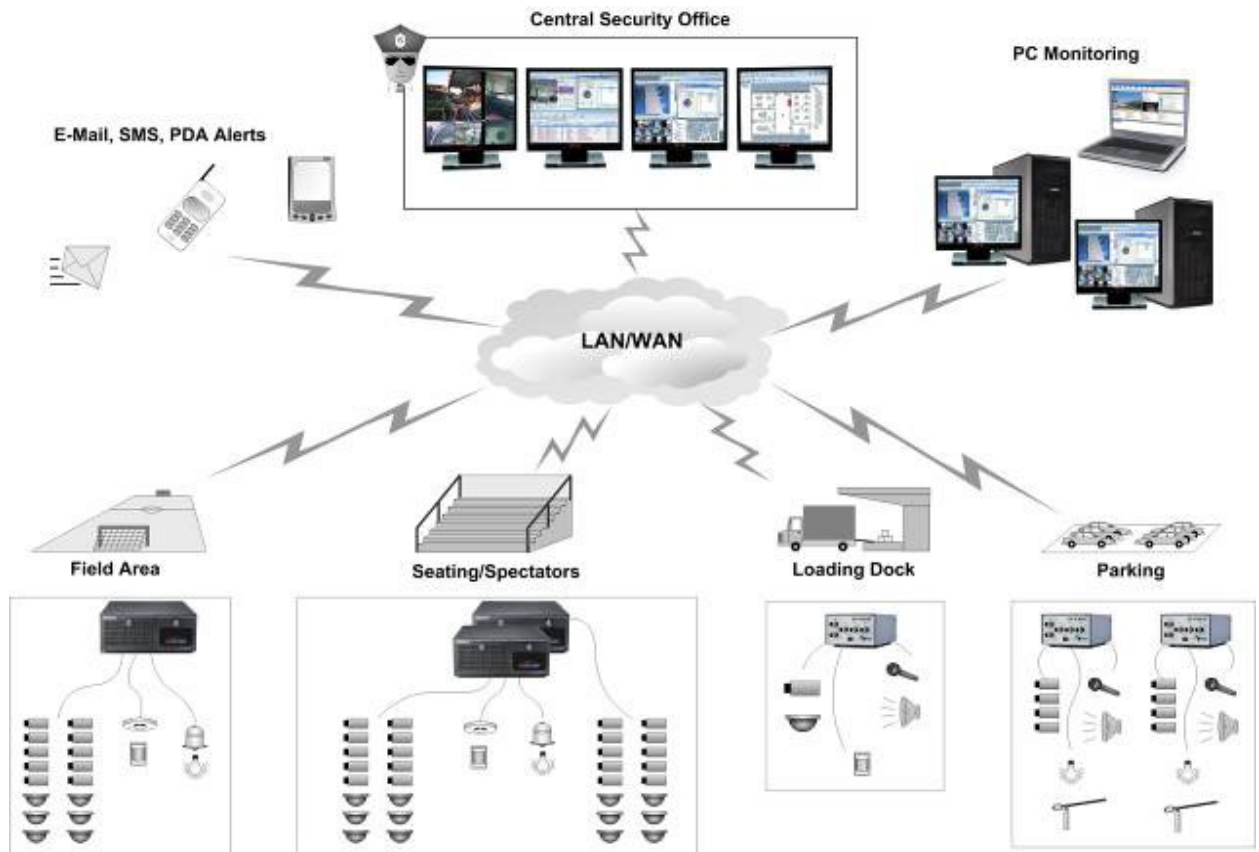 Central Security Office
PC Monitoring
E-Mail, SMS, PDA Alerts
LAN/WAN
Field Area
Seating/Spectators
Loading Dock
Parking